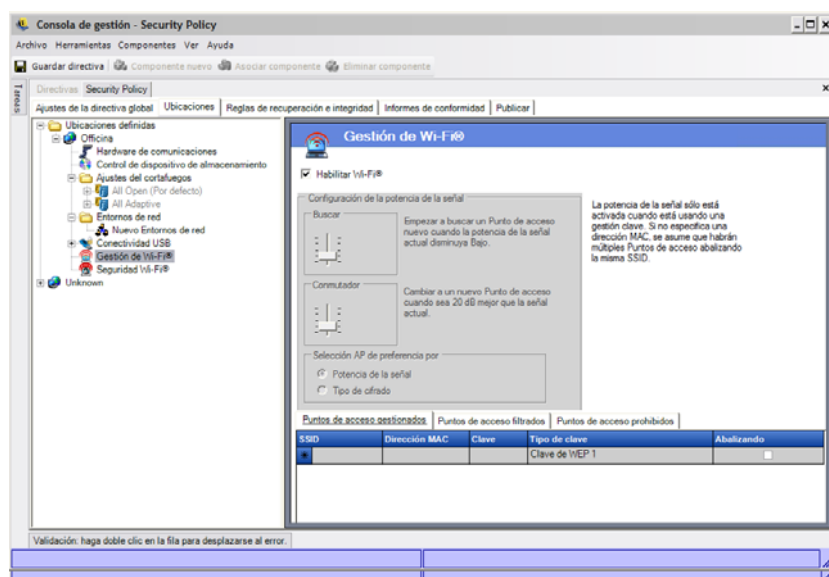 Consola de gestión - Security Policy
Archivo Herramientas Componentes Ver Ayuda
Guardar directiva Componente nuevo Asociar componente Eliminar componente
Tareas
Directivas Security Policy
Ajustes de la directiva global Ubicaciones Reglas de recuperación e integridad Informes de conformidad Publicar
Ubicaciones definidas
Officina
Hardware de comunicaciones
Control de dispositivo de almacenamiento
Ajustes del cortafuegos
All Open (Por defecto)
All Adaptive
Entornos de red
Nuevo Entornos de red
Conectividad USB
Gestión de Wi-Fi®
Seguridad Wi-Fi®
Unknown
Gestión de Wi-Fi®
Habilitar Wi-Fi®
Configuración de la potencia de la señal
Buscar
Empezar a buscar un Punto de acceso
nuevo cuando la potencia de la señal
actual disminuya Bajo.
Conmutador
Cambiar a un nuevo Punto de acceso
cuando sea 20 dB mejor que la señal
actual.
Selección AP de preferencia por
Potencia de la señal
Tipo de cifrado
La potencia de la señal sólo está
activada cuando está usando una
gestión clave. Si no especifica una
dirección MAC, se asume que habrán
múltiples Puntos de acceso abalizando
la misma SSID.
Puntos de acceso gestionados Puntos de acceso filtrados Puntos de acceso prohibidos
SSID Dirección MAC Clave Tipo de clave Abalizando
Clave de WEP 1
Validación: haga doble clic en la fila para desplazarse al error.